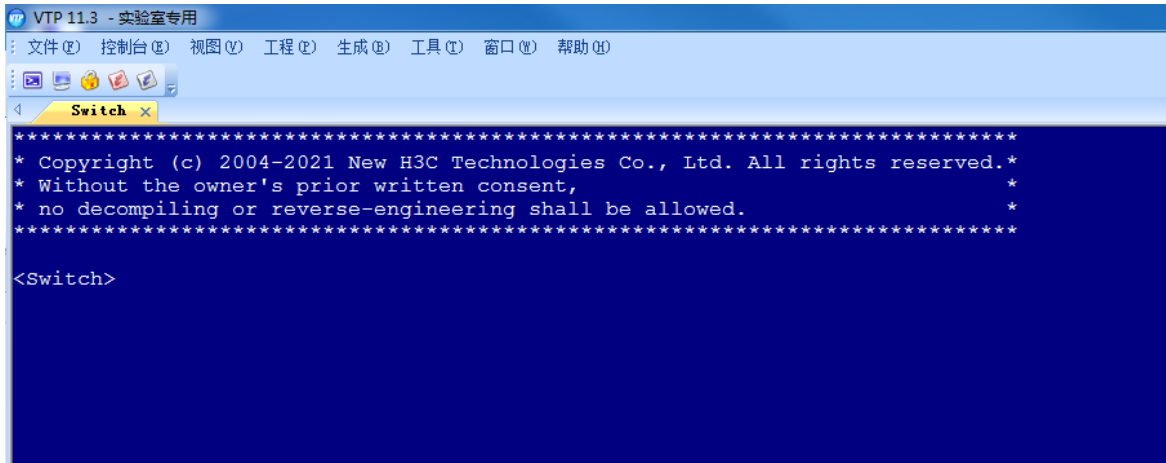 VTP 11.3 - 实验室专用
文件(F) 控制台(E) 视图(V) 工程(P) 生成(B) 工具(T) 窗口(W) 帮助(H)
Switch
******************************************************************************
* Copyright (c) 2004-2021 New H3C Technologies Co., Ltd. All rights reserved.*
* Without the owner's prior written consent, *
* no decompiling or reverse-engineering shall be allowed. *
******************************************************************************
<Switch>